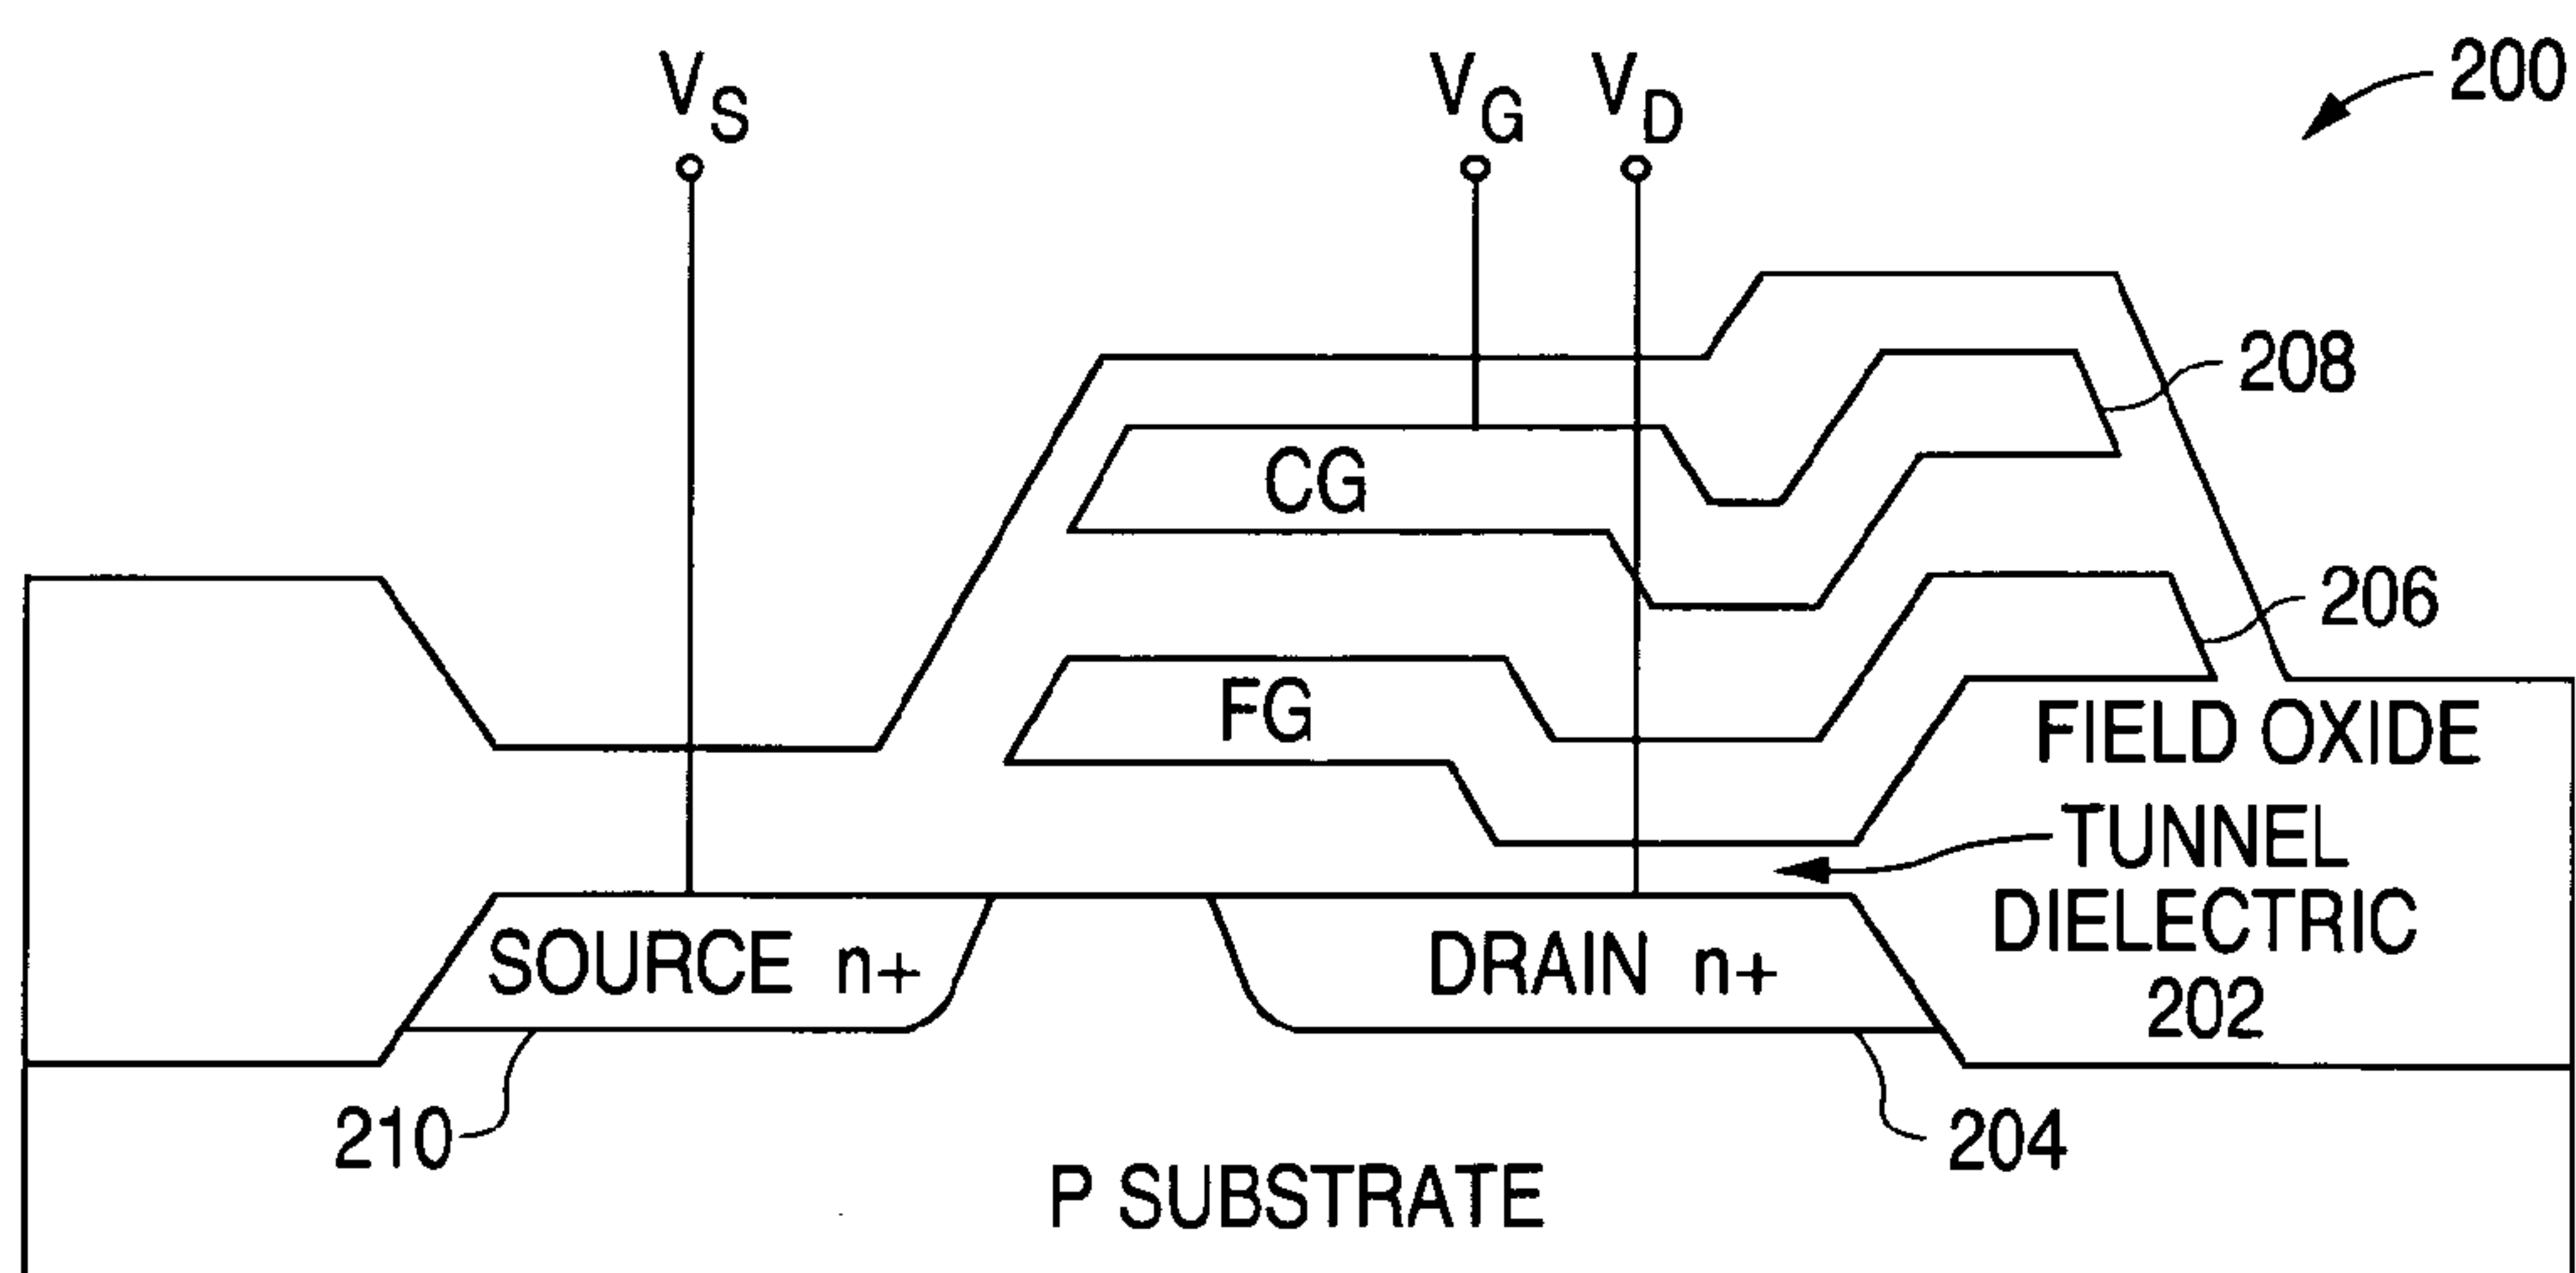 V_S
V_G
V_D
200
208
CG
206
FG
FIELD OXIDE
TUNNEL
DIELECTRIC
202
SOURCE n+
DRAIN n+
210
204
P SUBSTRATE